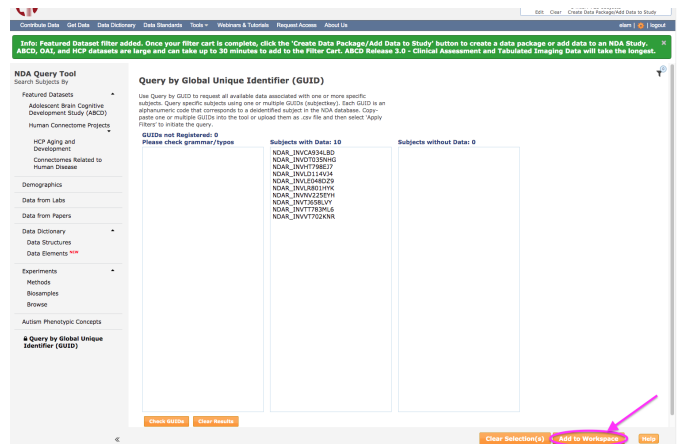 Edit Clear Create Data Package/Add Data to Study
Contribute Data Get Data Data Dictionary Data Standards Tools Webinars & Tutorials Request Access About Us elam | logout
Info: Featured Dataset filter added. Once your filter cart is complete, click the 'Create Data Package/Add Data to Study' button to create a data package or add data to an NDA Study.
ABCD, OAI, and HCP datasets are large and can take up to 30 minutes to add to the Filter Cart. ABCD Release 3.0 - Clinical Assessment and Tabulated Imaging Data will take the longest.
NDA Query Tool
Search Subjects By
Featured Datasets
Adolescent Brain Cognitive
Development Study (ABCD)
Human Connectome Projects
HCP Aging and
Development
Connectomes Related to
Human Disease
Demographics
Data from Labs
Data from Papers
Data Dictionary
Data Structures
Data Elements NEW
Experiments
Methods
Biosamples
Browse
Autism Phenotypic Concepts
Query by Global Unique
Identifier (GUID)
«
Query by Global Unique Identifier (GUID)
Use Query by GUID to request all available data associated with one or more specific
subjects. Query specific subjects using one or multiple GUIDs (subjectkey). Each GUID is an
alphanumeric code that corresponds to a deidentified subject in the NDA database. Copy-
paste one or multiple GUIDs into the tool or upload them as .csv file and then select 'Apply
Filters' to initiate the query.
GUIDs not Registered: 0
Please check grammar/typos Subjects with Data: 10 Subjects without Data: 0
NDAR_INVCA934LBD
NDAR_INVDT035NHG
NDAR_INVHT798EJ7
NDAR_INVLD114VJ4
NDAR_INVLE048DZ9
NDAR_INVLR801HYK
NDAR_INVNV225EYH
NDAR_INVTJ658LVY
NDAR_INVTT783ML6
NDAR_INVVT702KNR
Check GUIDs Clear Results
Clear Selection(s) Add to Workspace Help